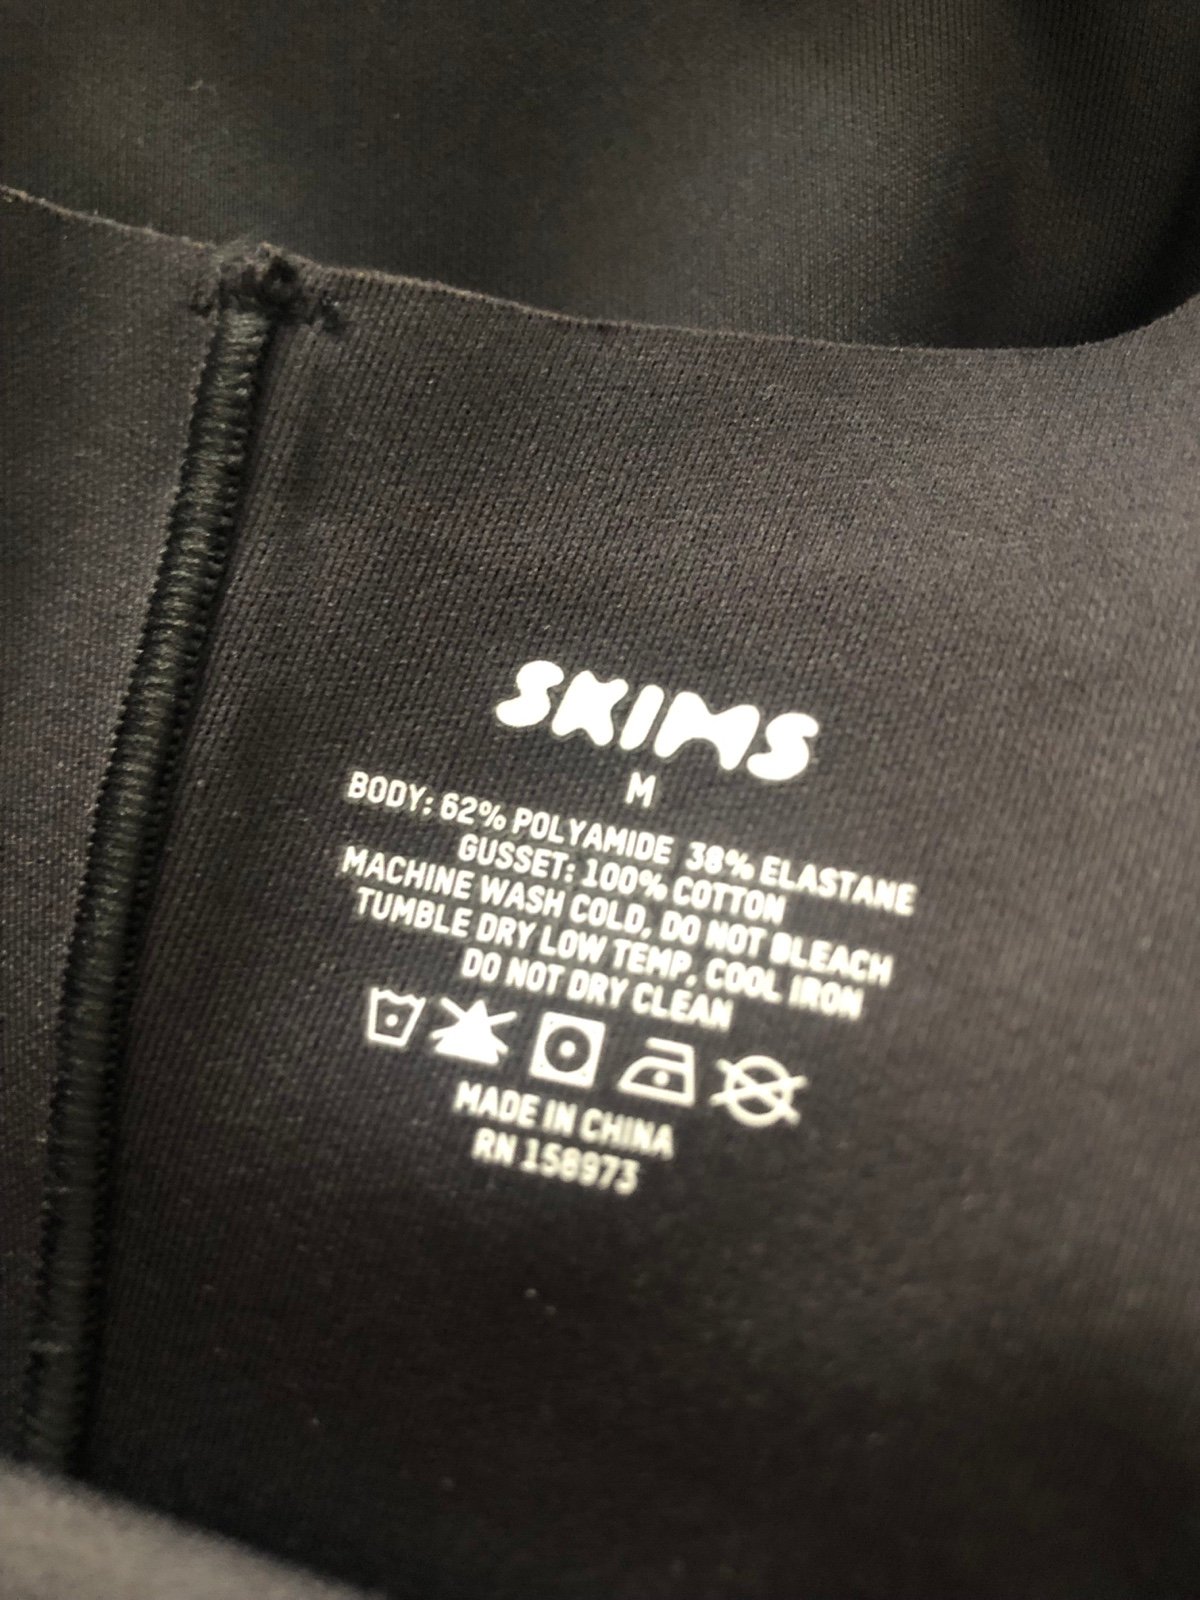 SKIMS
M
BODY: 62% POLYAMIDE 38% ELASTANE
GUSSET: 100% COTTON
MACHINE WASH COLD, DO NOT BLEACH
TUMBLE DRY LOW TEMP, COOL IRON
DO NOT DRY CLEAN
MADE IN CHINA
RN 158973